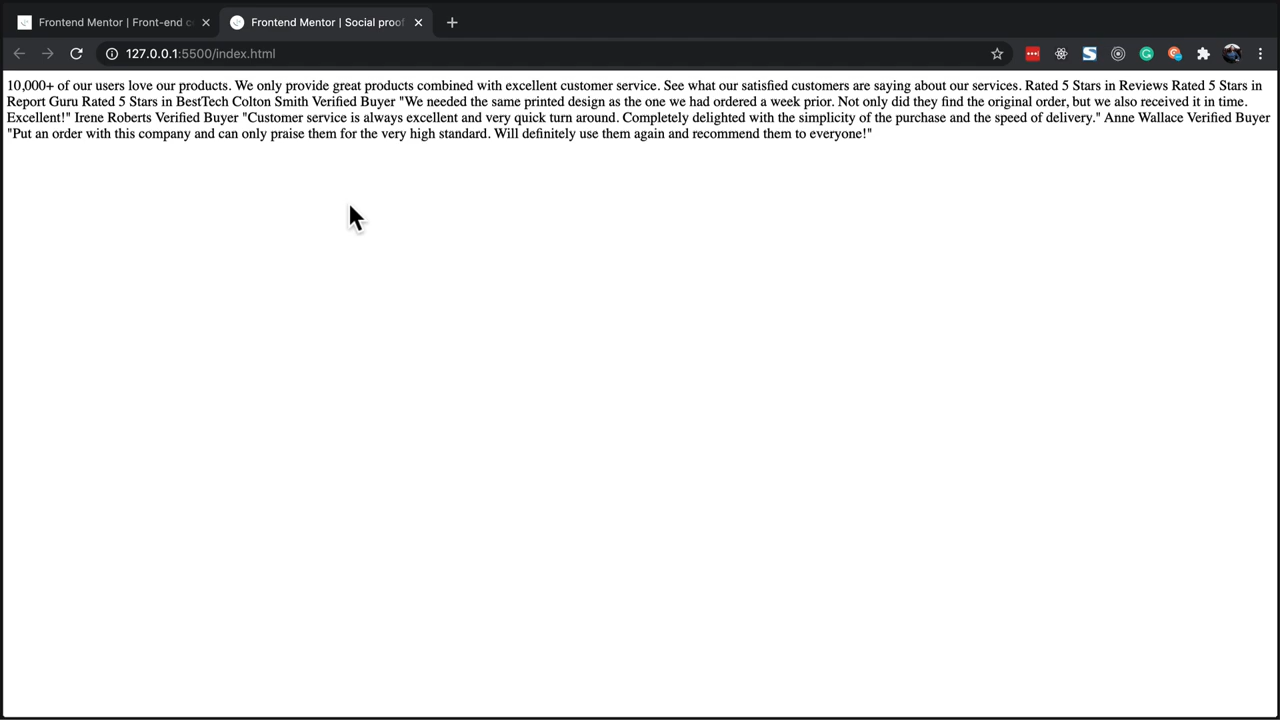 Frontend Mentor | Front-end c
Frontend Mentor | Social proof
127.0.0.1:5500/index.html
10,000+ of our users love our products. We only provide great products combined with excellent customer service. See what our satisfied customers are saying about our services. Rated 5 Stars in Reviews Rated 5 Stars in
Report Guru Rated 5 Stars in BestTech Colton Smith Verified Buyer "We needed the same printed design as the one we had ordered a week prior. Not only did they find the original order, but we also received it in time.
Excellent!" Irene Roberts Verified Buyer "Customer service is always excellent and very quick turn around. Completely delighted with the simplicity of the purchase and the speed of delivery." Anne Wallace Verified Buyer
"Put an order with this company and can only praise them for the very high standard. Will definitely use them again and recommend them to everyone!"